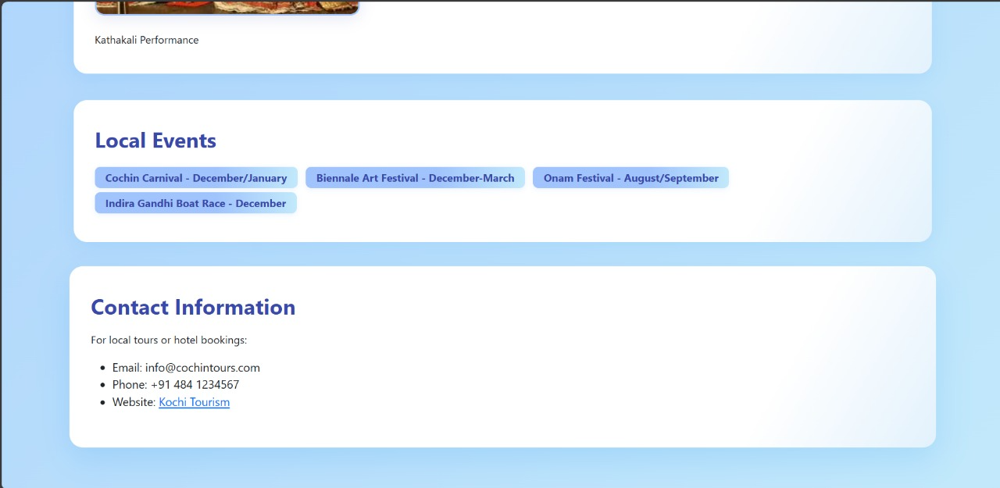 Kathakali Performance
Local Events
Cochin Carnival - December/January
Biennale Art Festival - December-March
Onam Festival - August/September
Indira Gandhi Boat Race - December
Contact Information
For local tours or hotel bookings:
Email: info@cochintours.com
Phone: +91 484 1234567
Website: Kochi Tourism